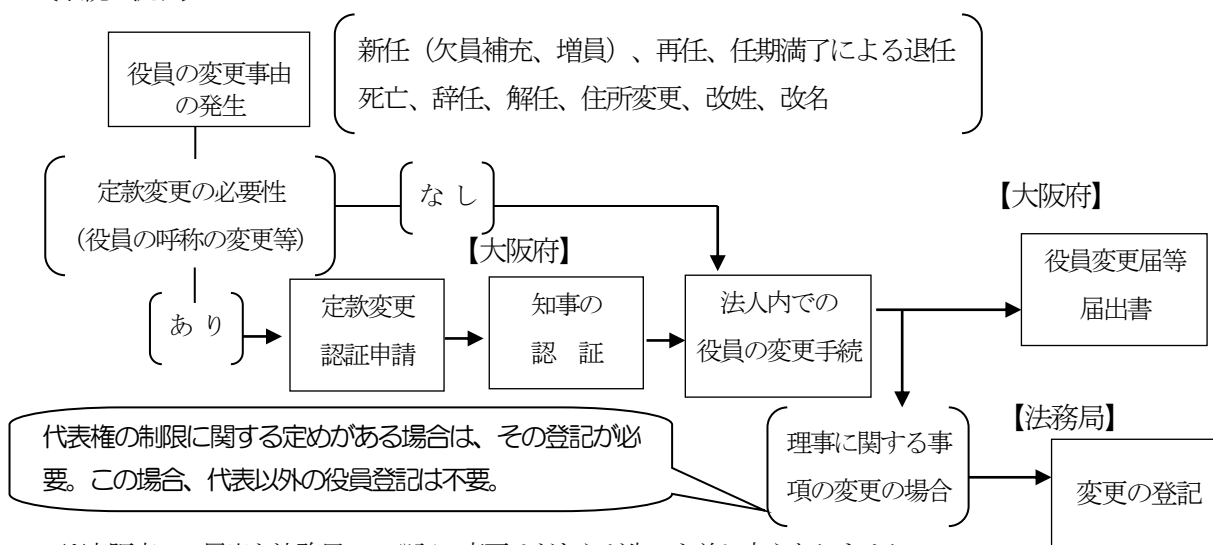 役員の変更事由
の発生
新任（欠員補充、増員）、再任、任期満了による退任
死亡、辞任、解任、住所変更、改姓、改名
定款変更の必要性
（役員の呼称の変更等）
な し
あ り
定款変更
認証申請
【大阪府】
知事の
認 証
法人内での
役員の変更手続
【大阪府】
役員変更届等
届出書
代表権の制限に関する定めがある場合は、その登記が必
要。この場合、代表以外の役員登記は不要。
理事に関する事
項の変更の場合
【法務局】
変更の登記